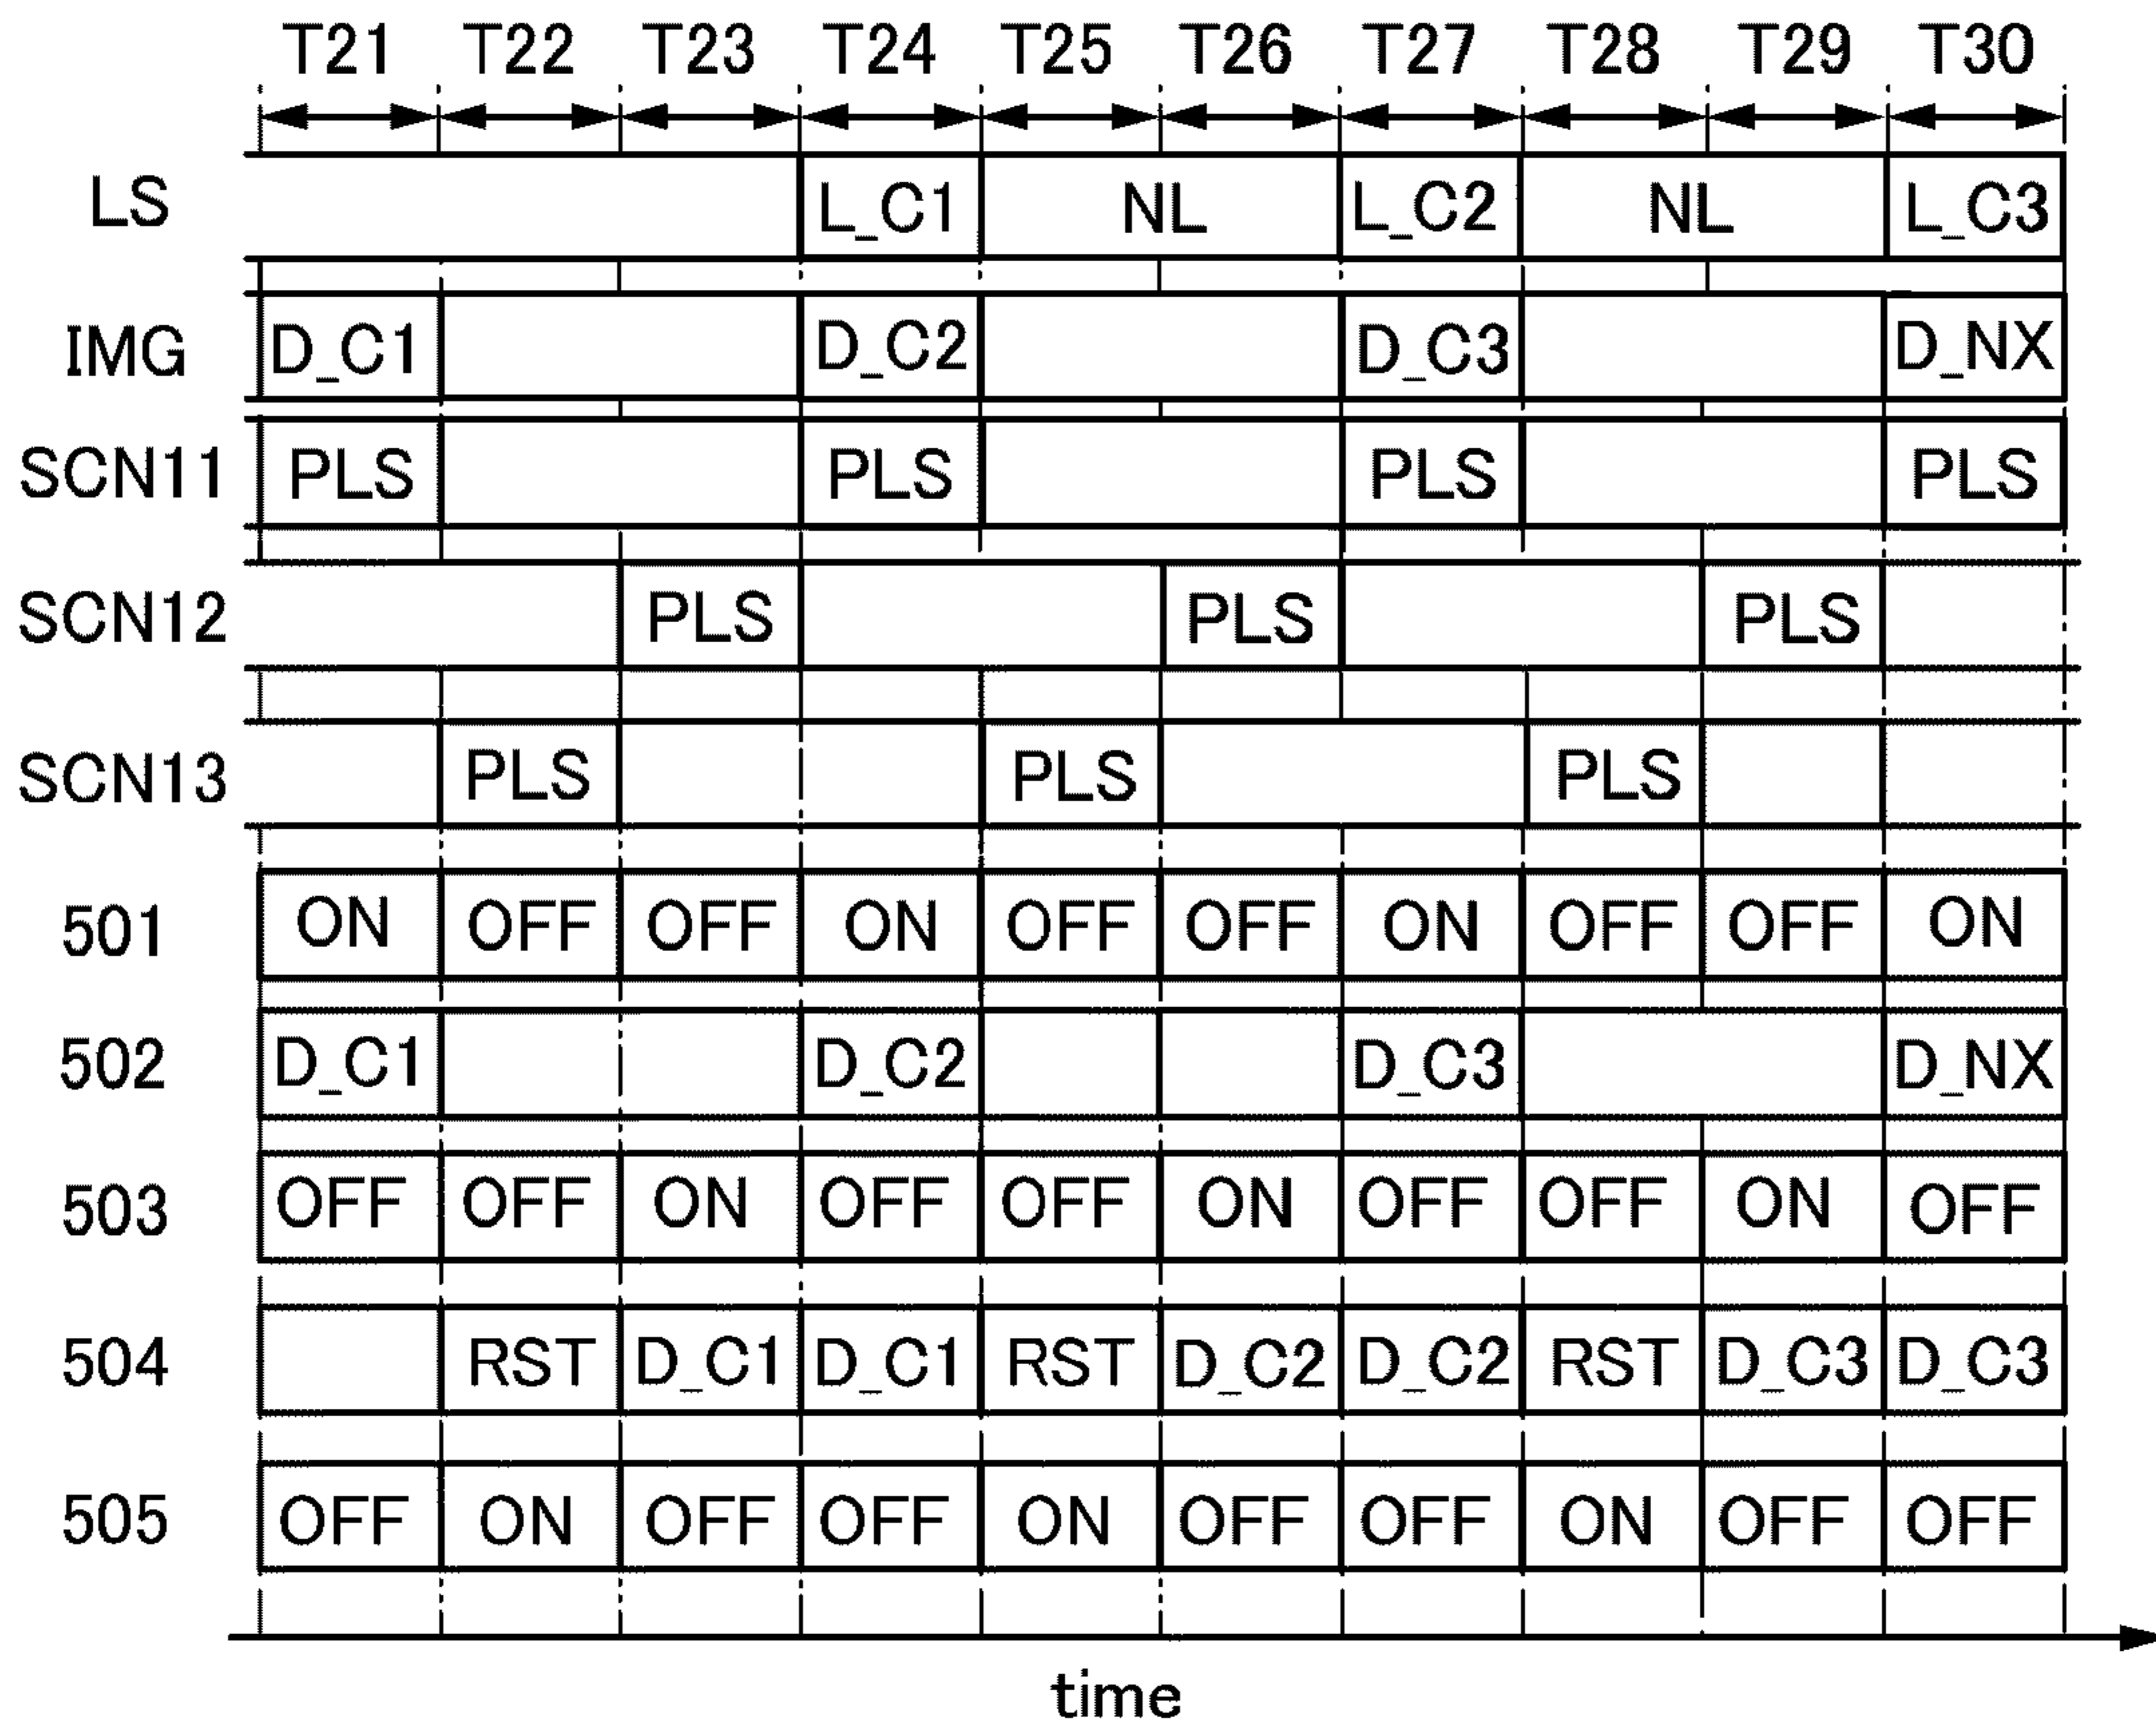 T21 T22 T23 T24 T25 T26 T27 T28 T29 T30
LS L_C1 NL L_C2 NL L_C3
IMG D_C1 D_C2 D_C3 D_NX
SCN11 PLS PLS PLS PLS
SCN12 PLS PLS PLS
SCN13 PLS PLS PLS
501 ON OFF OFF ON OFF OFF ON OFF OFF ON
502 D_C1 D_C2 D_C3 D_NX
503 OFF OFF ON OFF OFF ON OFF OFF ON OFF
504 RST D_C1 D_C1 RST D_C2 D_C2 RST D_C3 D_C3
505 OFF ON OFF OFF ON OFF OFF ON OFF OFF
time